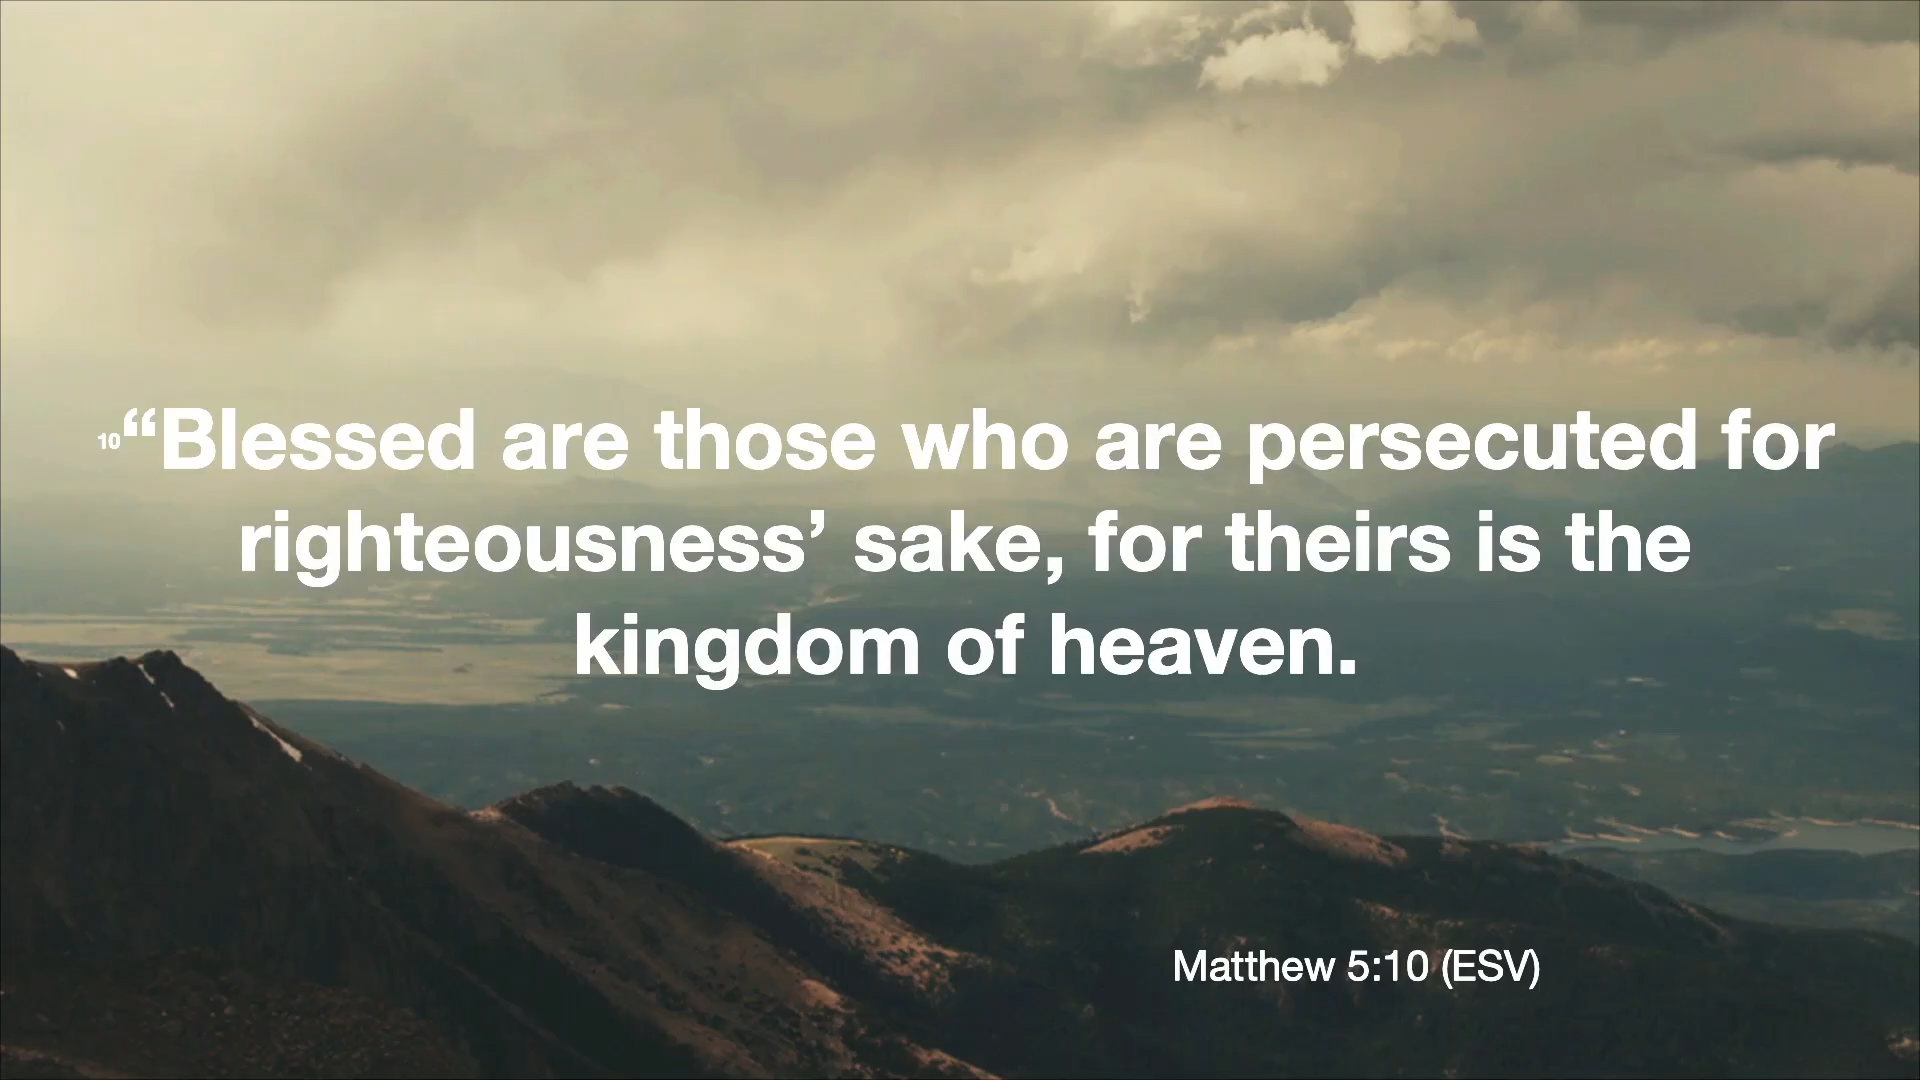 10“Blessed are those who are persecuted for
righteousness’ sake, for theirs is the
kingdom of heaven.
Matthew 5:10 (ESV)